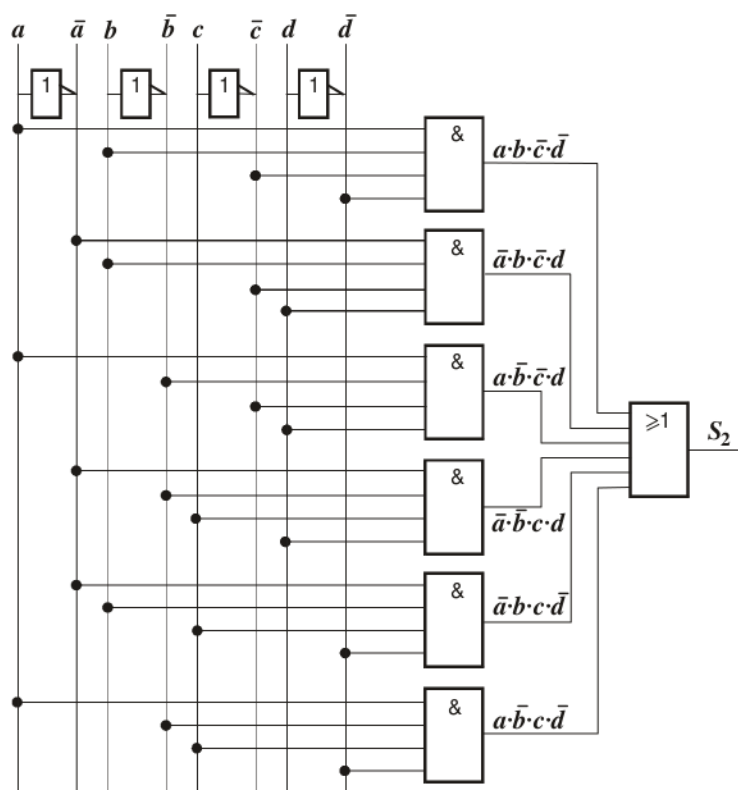 a ā b b̄ c c̄ d d̄
1 1 1 1
&
a·b·c̄·d̄
&
ā·b·c̄·d
&
a·b̄·c̄·d
⩾1
S₂
&
ā·b̄·c·d
&
ā·b·c·d̄
&
a·b̄·c·d̄